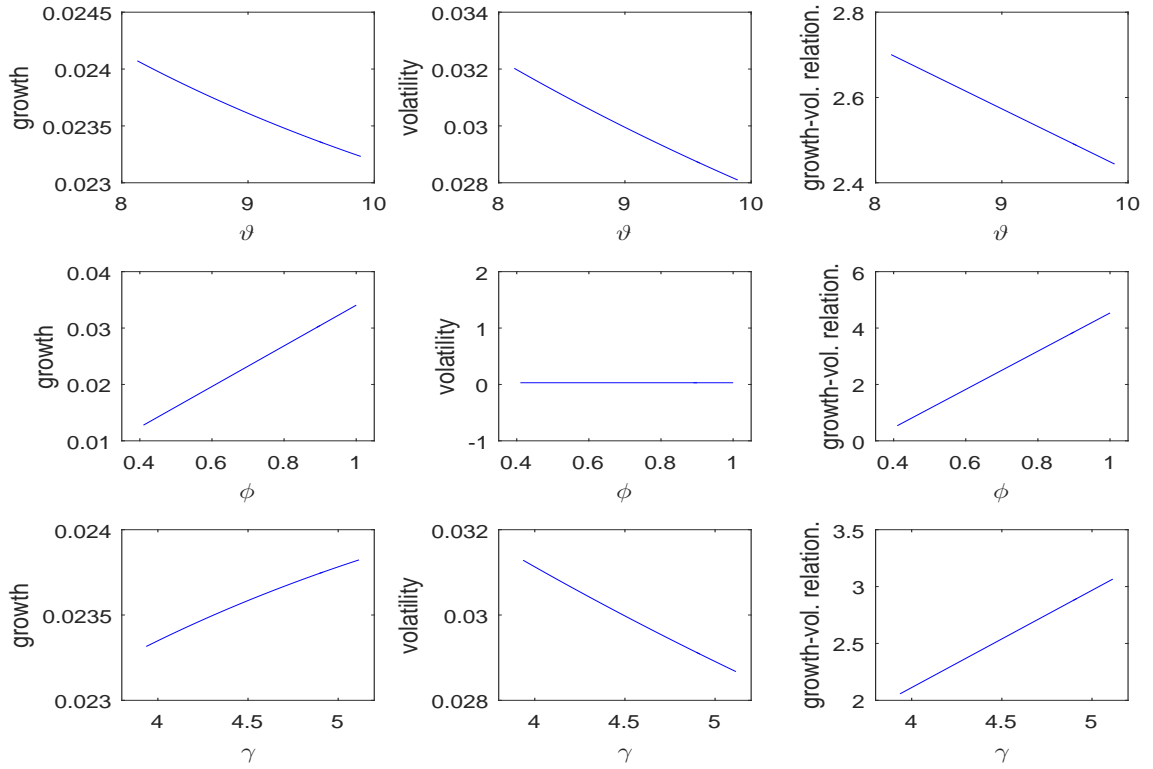 0.0245
0.024
0.0235
0.023
growth
8 9 10
ϑ
0.034
0.032
0.03
0.028
volatility
8 9 10
ϑ
2.8
2.6
2.4
growth-vol. relation.
8 9 10
ϑ
0.04
0.03
0.02
0.01
growth
0.4 0.6 0.8 1
ϕ
2
1
0
-1
volatility
0.4 0.6 0.8 1
ϕ
6
4
2
0
growth-vol. relation.
0.4 0.6 0.8 1
ϕ
0.024
0.0235
0.023
growth
4 4.5 5
γ
0.032
0.03
0.028
volatility
4 4.5 5
γ
3.5
3
2.5
2
growth-vol. relation.
4 4.5 5
γ